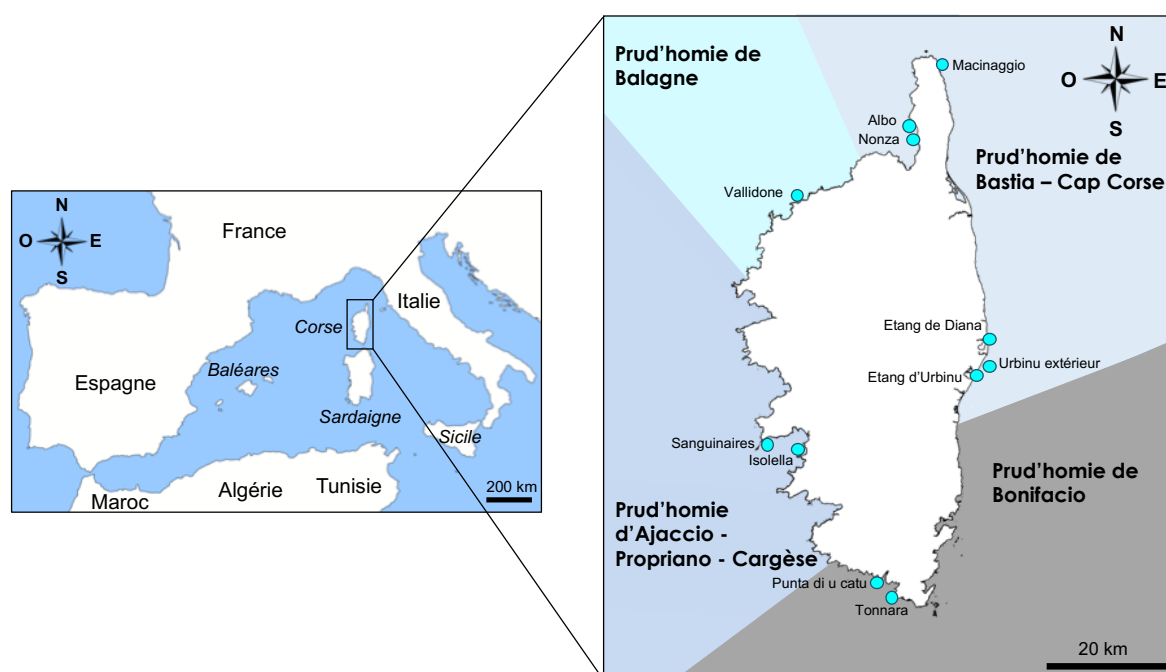 N
O
E
S
France
Italie
Corse
Espagne
Baléares
Sardaigne
Sicile
Maroc
Algérie
Tunisie
200 km
Prud'homie de
Balagne
Macinaggio
N
O
E
S
Albo
Nonza
Prud'homie de
Bastia – Cap Corse
Vallidone
Etang de Diana
Urbinu extérieur
Etang d'Urbinu
Sanguinaires
Isolella
Prud'homie de
Bonifacio
Prud'homie
d'Ajaccio -
Propriano - Cargèse
Punta di u catu
Tonnara
20 km